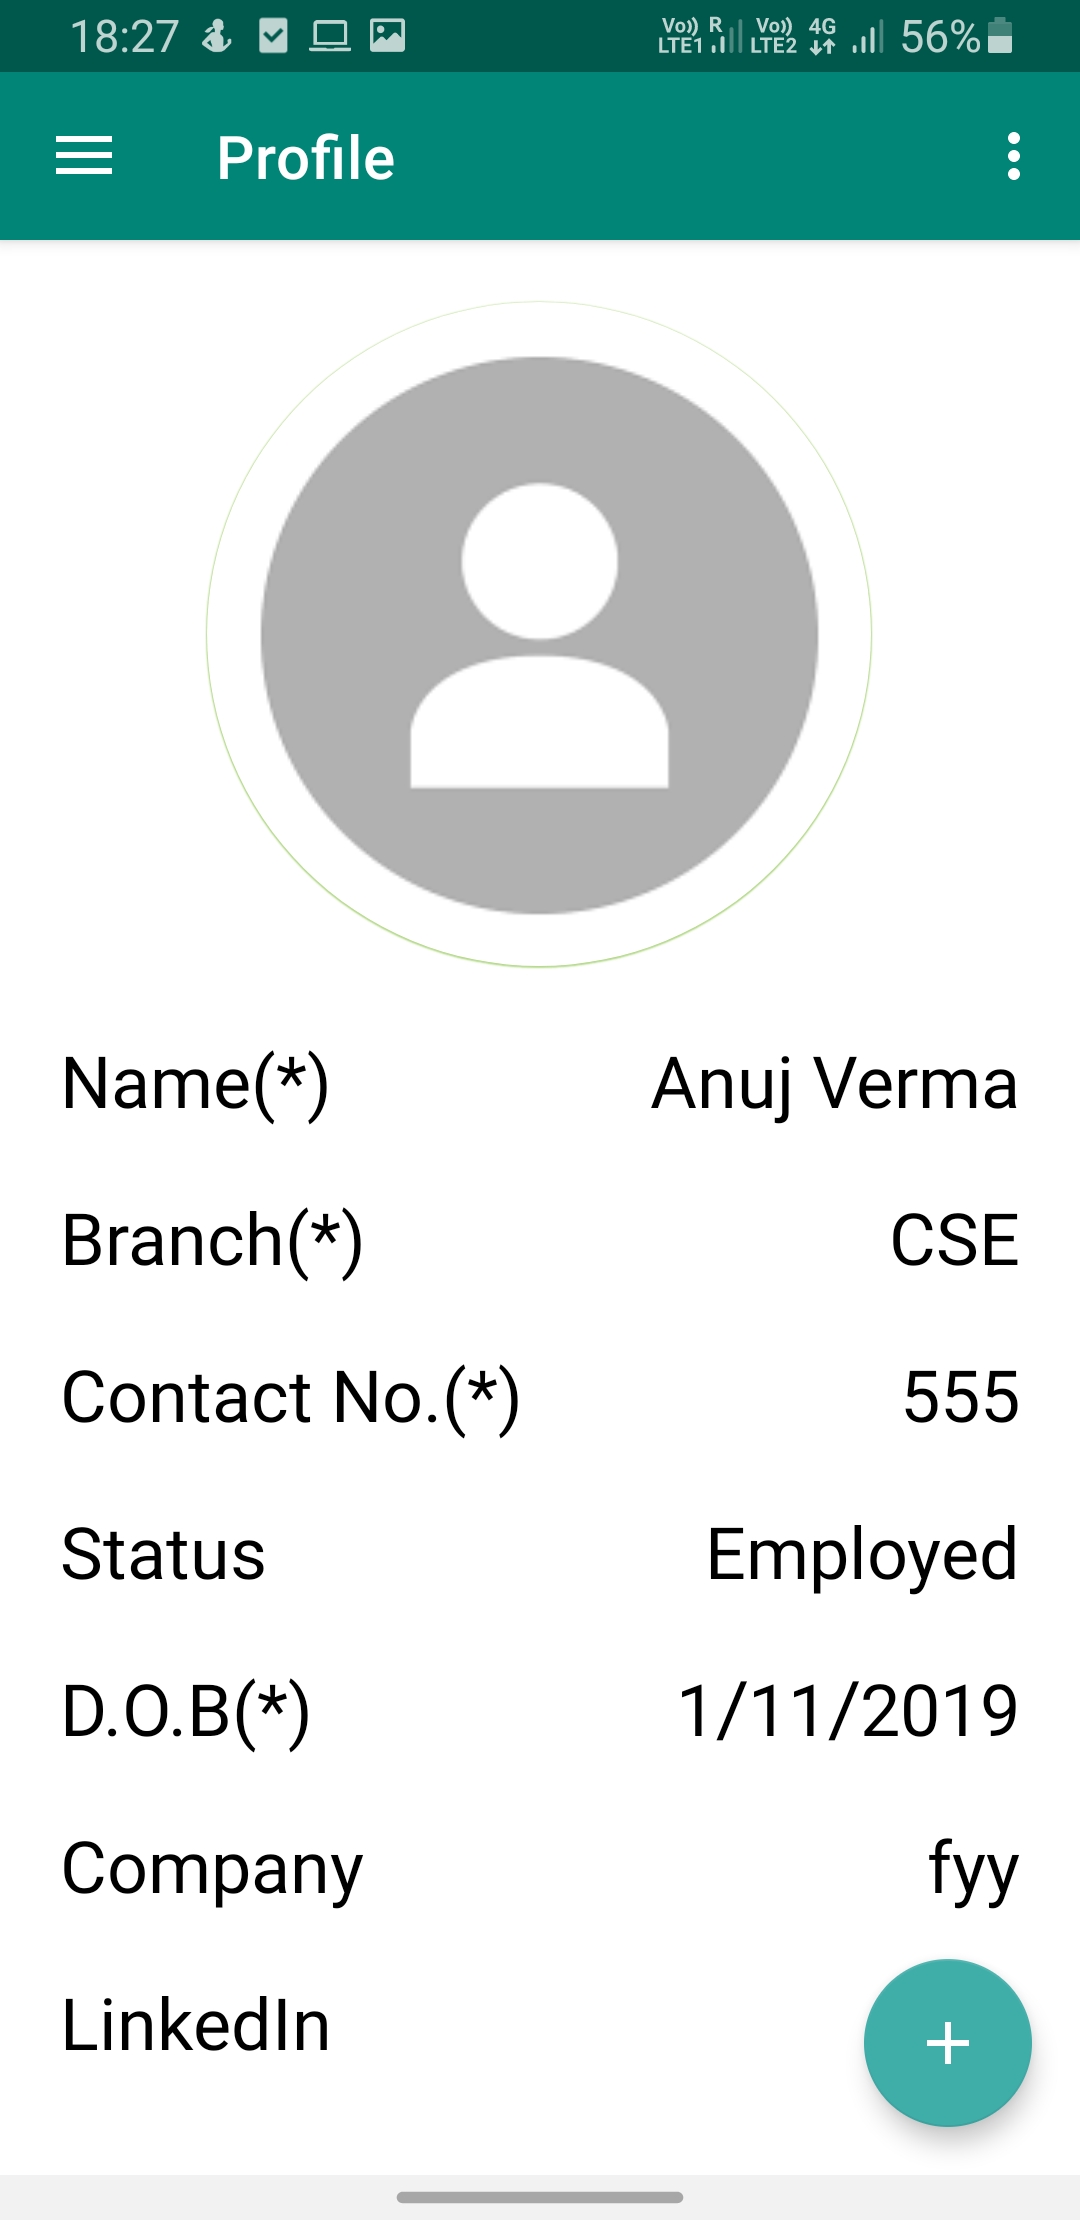 18:27 Vo)) LTE1 R Vo)) LTE2 4G 56%
Profile
Name(*) Anuj Verma
Branch(*) CSE
Contact No.(*) 555
Status Employed
D.O.B(*) 1/11/2019
Company fyy
LinkedIn
+